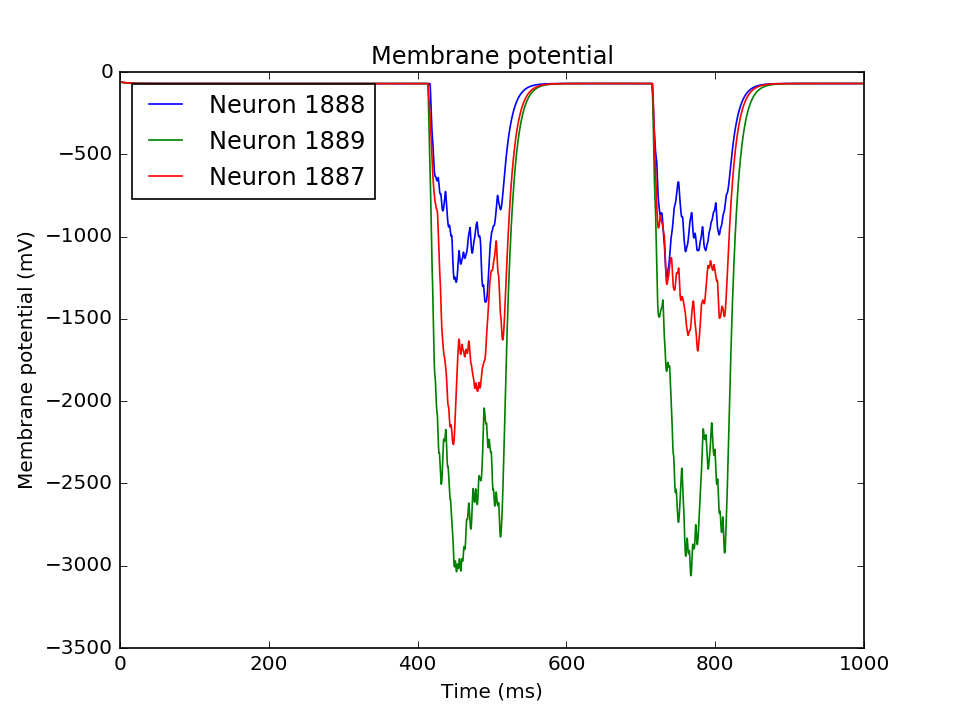 Membrane potential
Neuron 1888
Neuron 1889
Neuron 1887
Membrane potential (mV)
0
−500
−1000
−1500
−2000
−2500
−3000
−3500
0 200 400 600 800 1000
Time (ms)